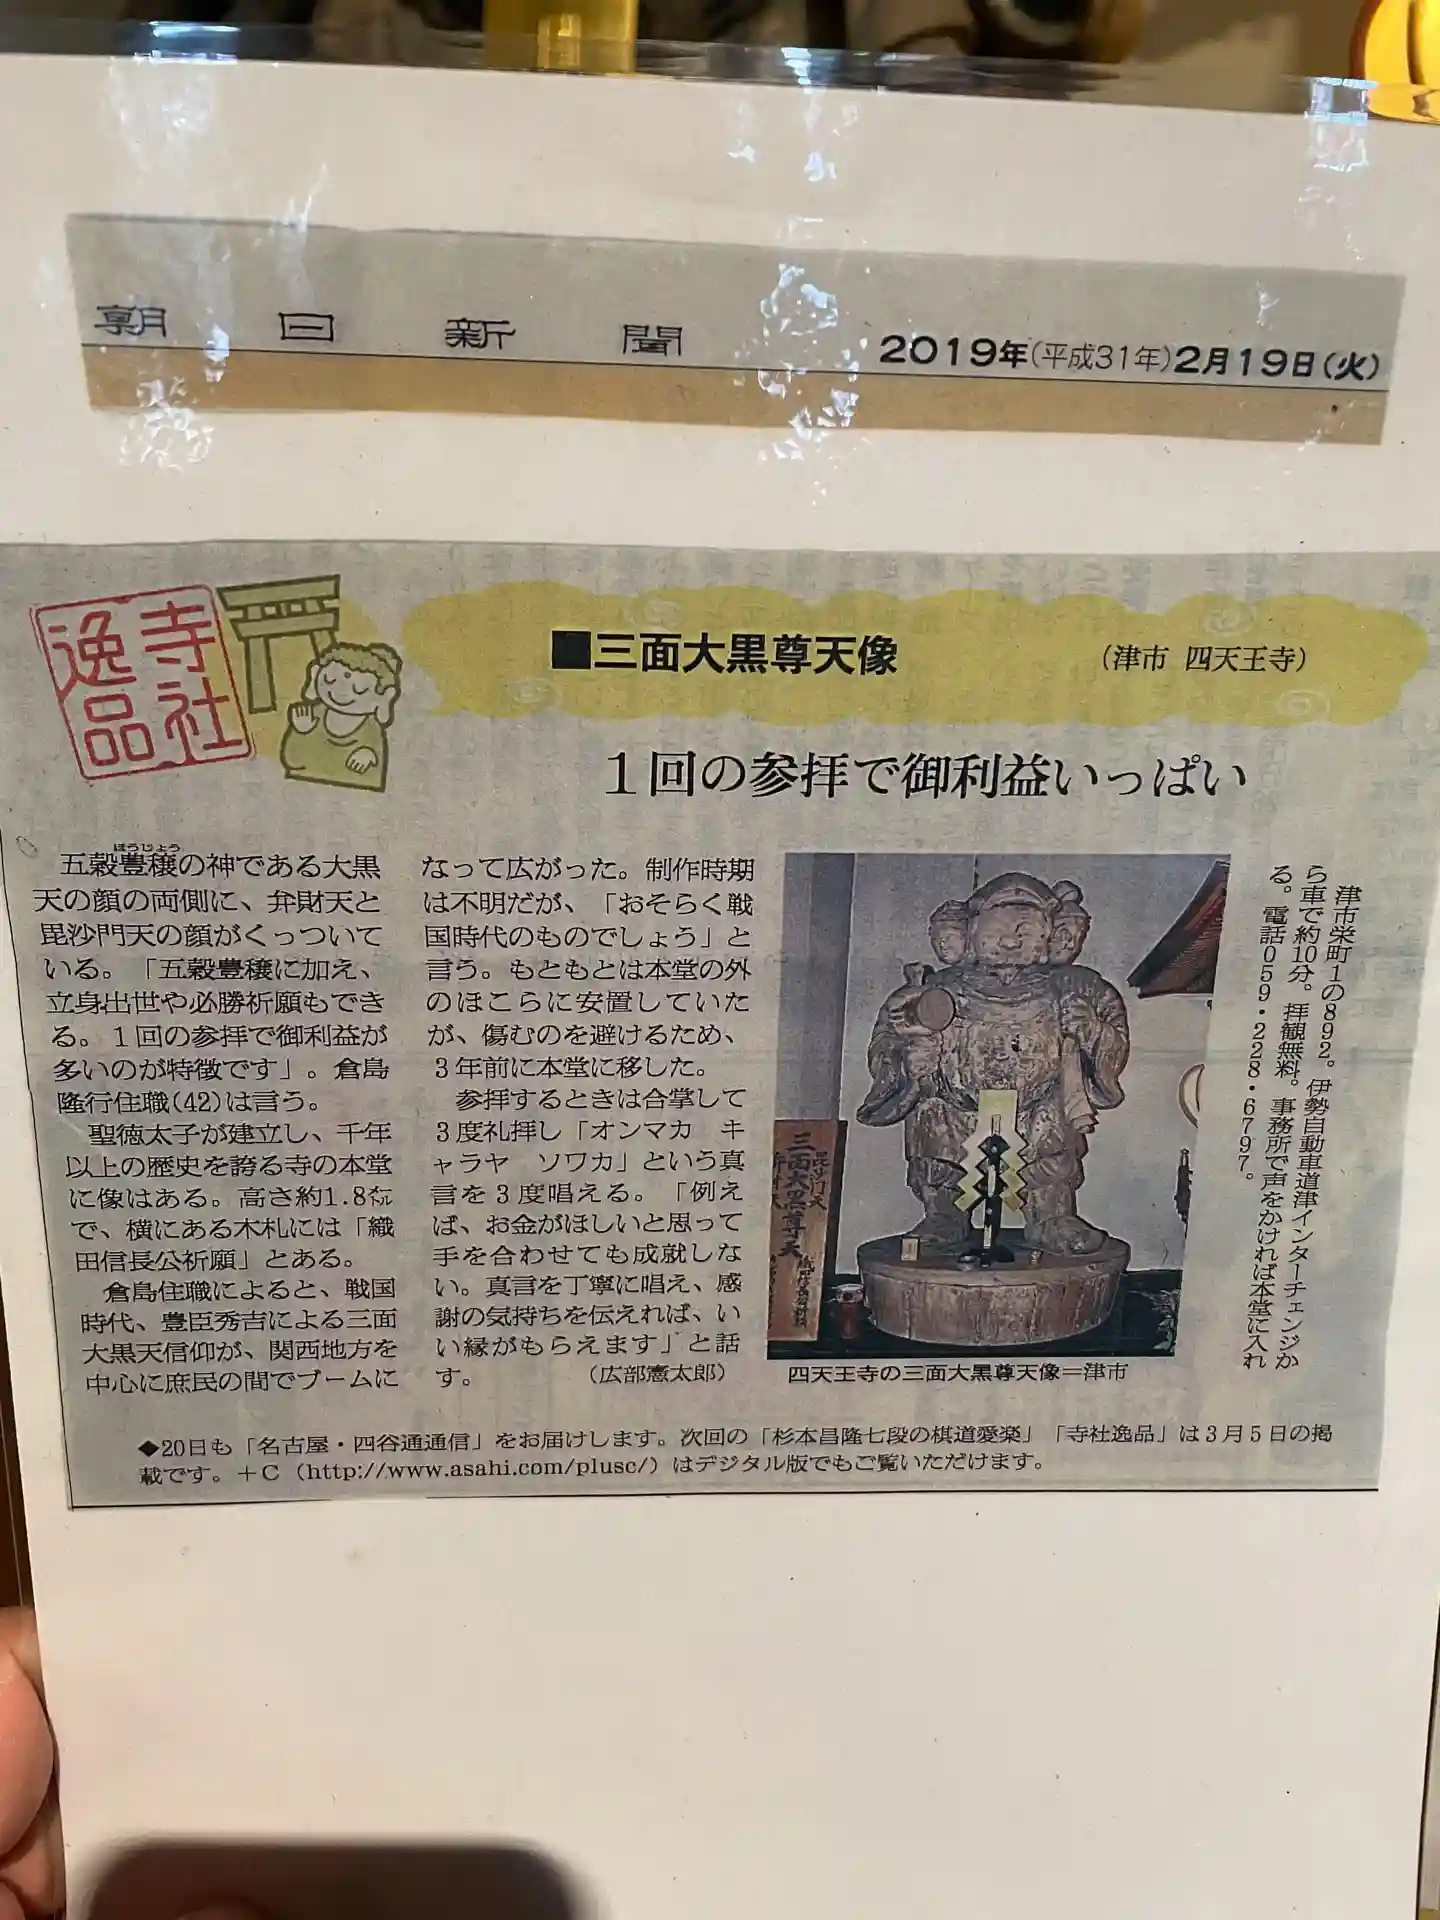 朝日新聞
2019年(平成31年)2月19日(火)
寺社
逸品
■三面大黒尊天像
(津市 四天王寺)
1回の参拝で御利益いっぱい
ほうじょう
五穀豊穣の神である大黒
天の顔の両側に、弁財天と
毘沙門天の顔がくっついて
いる。「五穀豊穣に加え、
立身出世や必勝祈願もでき
る。1回の参拝で御利益が
多いのが特徴です」。倉島
隆行住職(42)は言う。
聖徳太子が建立し、千年
以上の歴史を誇る寺の本堂
に像はある。高さ約1.8㍍
で、横にある木札には「織
田信長公祈願」とある。
倉島住職によると、戦国
時代、豊臣秀吉による三面
大黒天信仰が、関西地方を
中心に庶民の間でブームに
なって広がった。制作時期
は不明だが、「おそらく戦
国時代のものでしょう」と
言う。もともとは本堂の外
のほこらに安置していた
が、傷むのを避けるため、
3年前に本堂に移した。
参拝するときは合掌して
3度礼拝し「オンマカ キ
ャラヤ ソワカ」という真
言を3度唱える。「例え
ば、お金がほしいと思って
手を合わせても成就しな
い。真言を丁寧に唱え、感
謝の気持ちを伝えれば、い
い縁がもらえます」と話
す。 (広部憲太郎)
三面大黒尊天
毘沙門天
四天王寺の三面大黒尊天像=津市
津市栄町1の892。伊勢自動車道津インターチェンジか
ら車で約10分。拝観無料。事務所で声をかければ本堂に入れ
る。電話059・228・6797。
◆20日も「名古屋・四谷通通信」をお届けします。次回の「杉本昌隆七段の棋道愛楽」「寺社逸品」は3月5日の掲
載です。+C(http://www.asahi.com/plusc/)はデジタル版でもご覧いただけます。